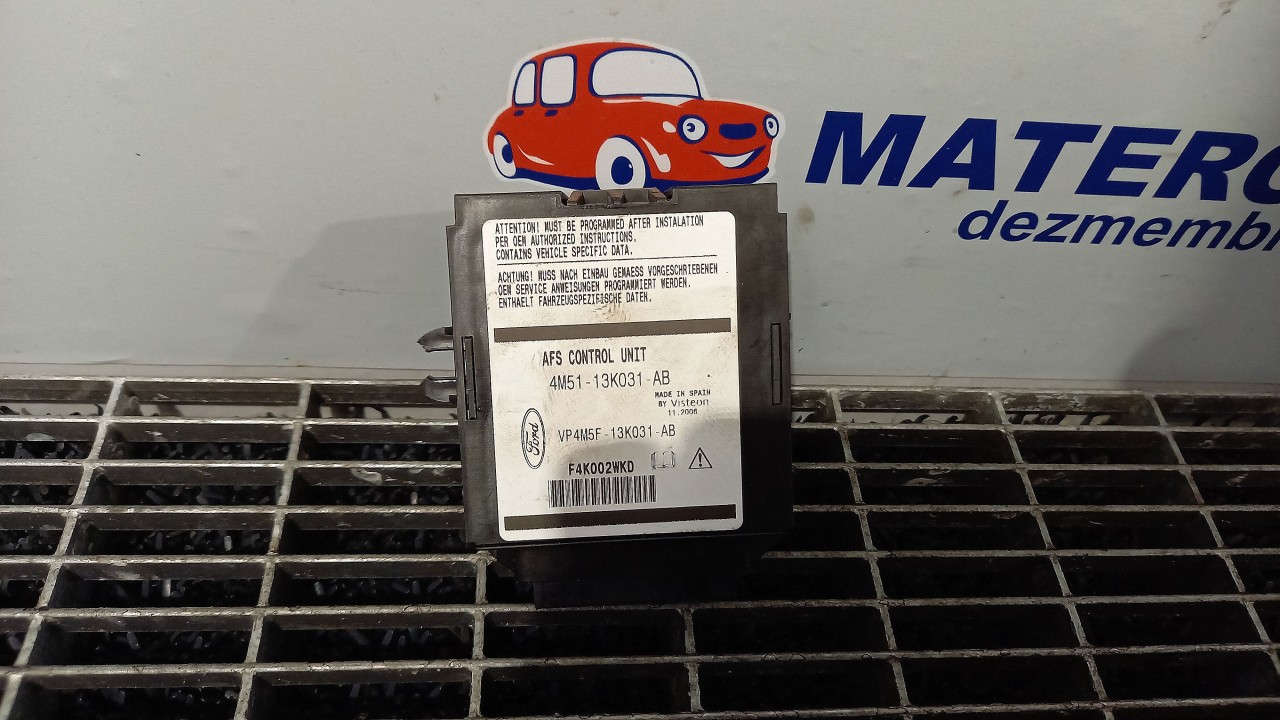 MATERO
dezmembr
ATTENTION! MUST BE PROGRAMMED AFTER INSTALATION
PER OEM AUTHORIZED INSTRUCTIONS.
CONTAINS VEHICLE SPECIFIC DATA.
ACHTUNG! MUSS NACH EINBAU GEMAESS VORGESCHRIEBENEN
OEM SERVICE ANWEISUNGEN PROGRAMMIERT WERDEN.
ENTHAELT FAHRZEUGSPEZIFISCHE DATEN.
AFS CONTROL UNIT
4M51-13K031-AB
MADE IN SPAIN
BY Visteon
11.2006
Ford
VP4M5F-13K031-AB
F4K002WKD